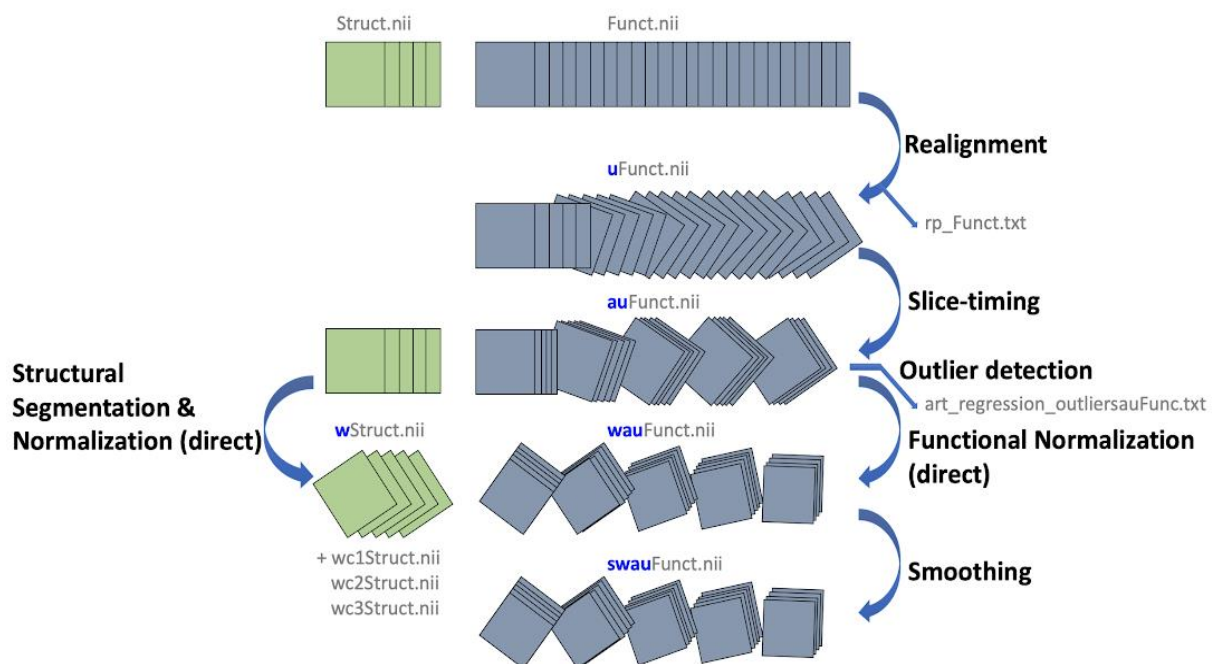 Struct.nii
Funct.nii
Realignment
uFunct.nii
rp_Funct.txt
Slice-timing
auFunct.nii
Outlier detection
art_regression_outliersauFunc.txt
Structural
Segmentation &
Normalization (direct)
wStruct.nii
wauFunct.nii
Functional Normalization
(direct)
+ wc1Struct.nii
wc2Struct.nii
wc3Struct.nii
swauFunct.nii
Smoothing